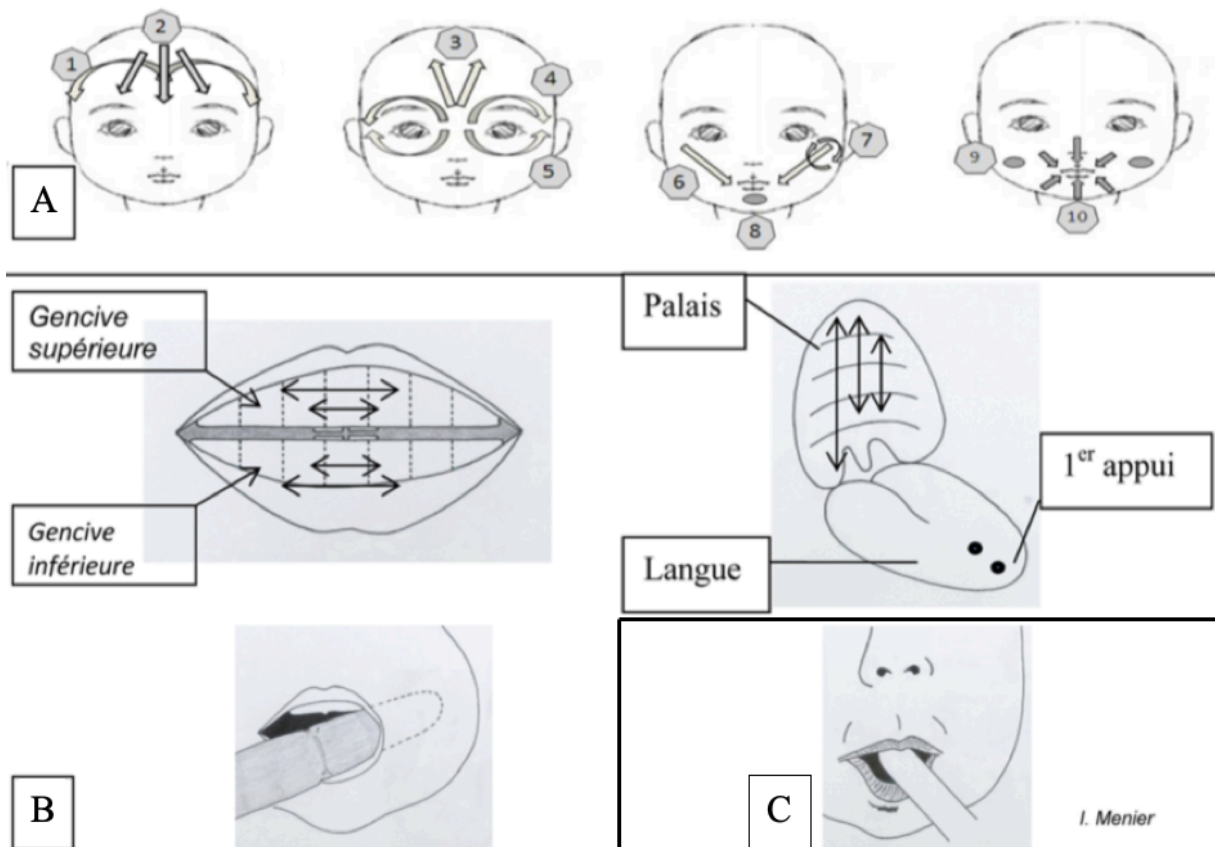 1
2
3
4
5
6
7
8
9
10
A
Gencive
supérieure
Gencive
inférieure
Palais
1er appui
Langue
B
C
I. Menier